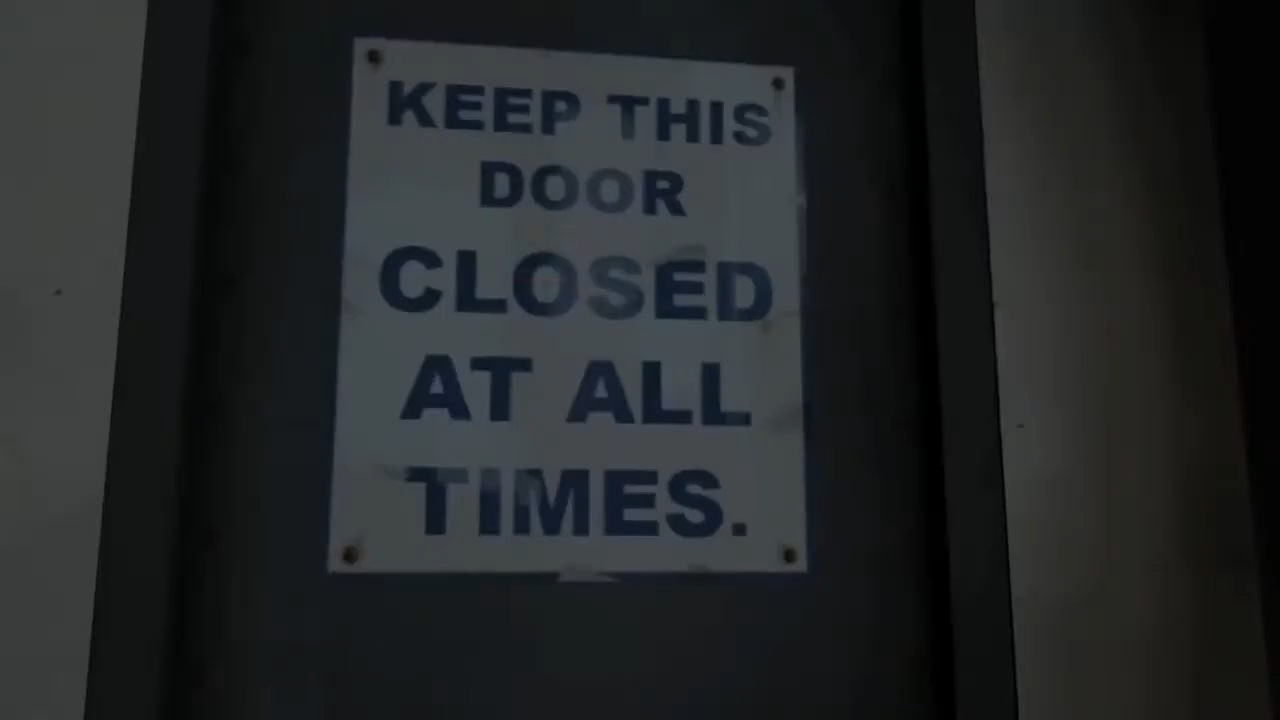 KEEP THIS
DOOR
CLOSED
AT ALL
TIMES.